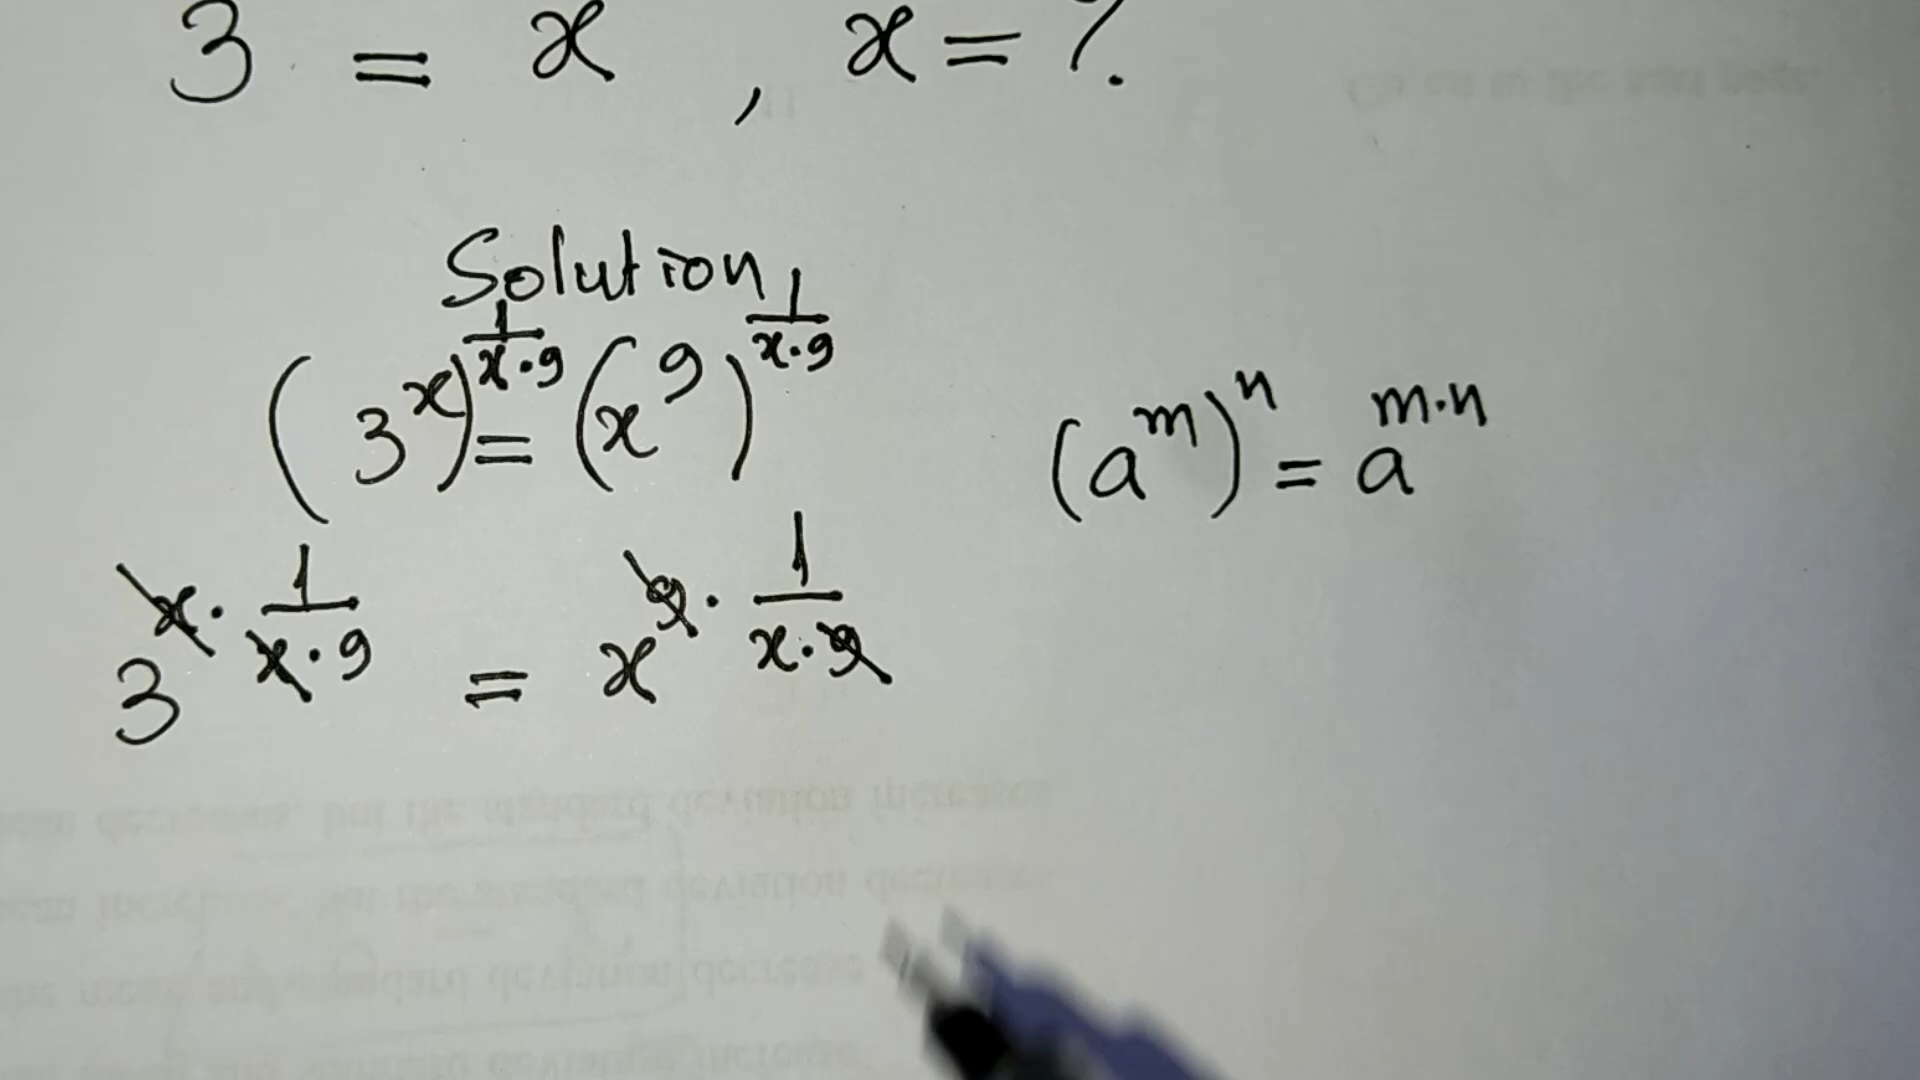 3 = x , x = ?
Solution
(3^x)^(1/(x·9)) = (x^9)^(1/(x·9))
(a^m)^n = a^(m·n)
3^(x · 1/(x·9)) = x^(9 · 1/(x·9))